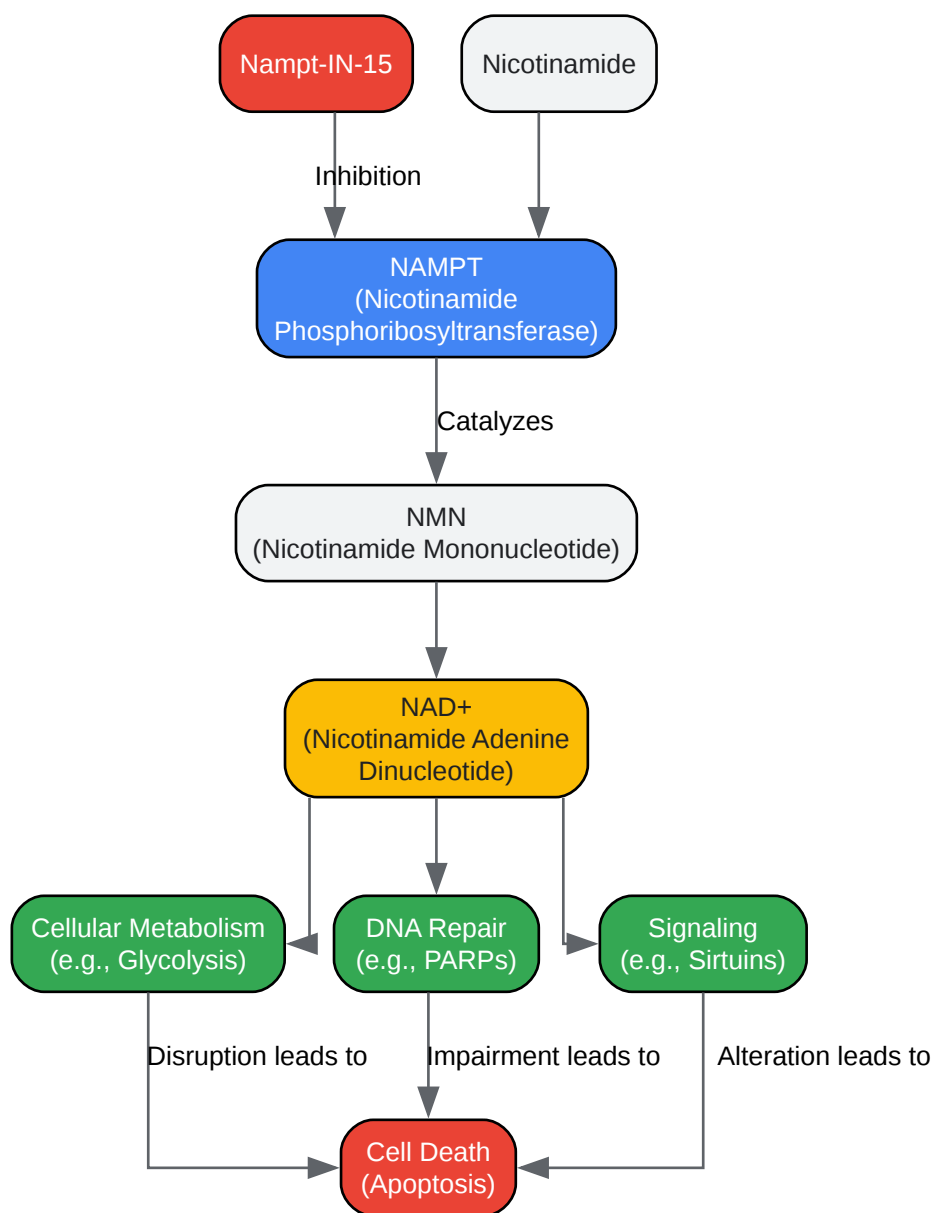 Nampt-IN-15
Nicotinamide
Inhibition
NAMPT
(Nicotinamide
Phosphoribosyltransferase)
Catalyzes
NMN
(Nicotinamide Mononucleotide)
NAD+
(Nicotinamide Adenine
Dinucleotide)
Cellular Metabolism
(e.g., Glycolysis)
DNA Repair
(e.g., PARPs)
Signaling
(e.g., Sirtuins)
Disruption leads to
Impairment leads to
Alteration leads to
Cell Death
(Apoptosis)